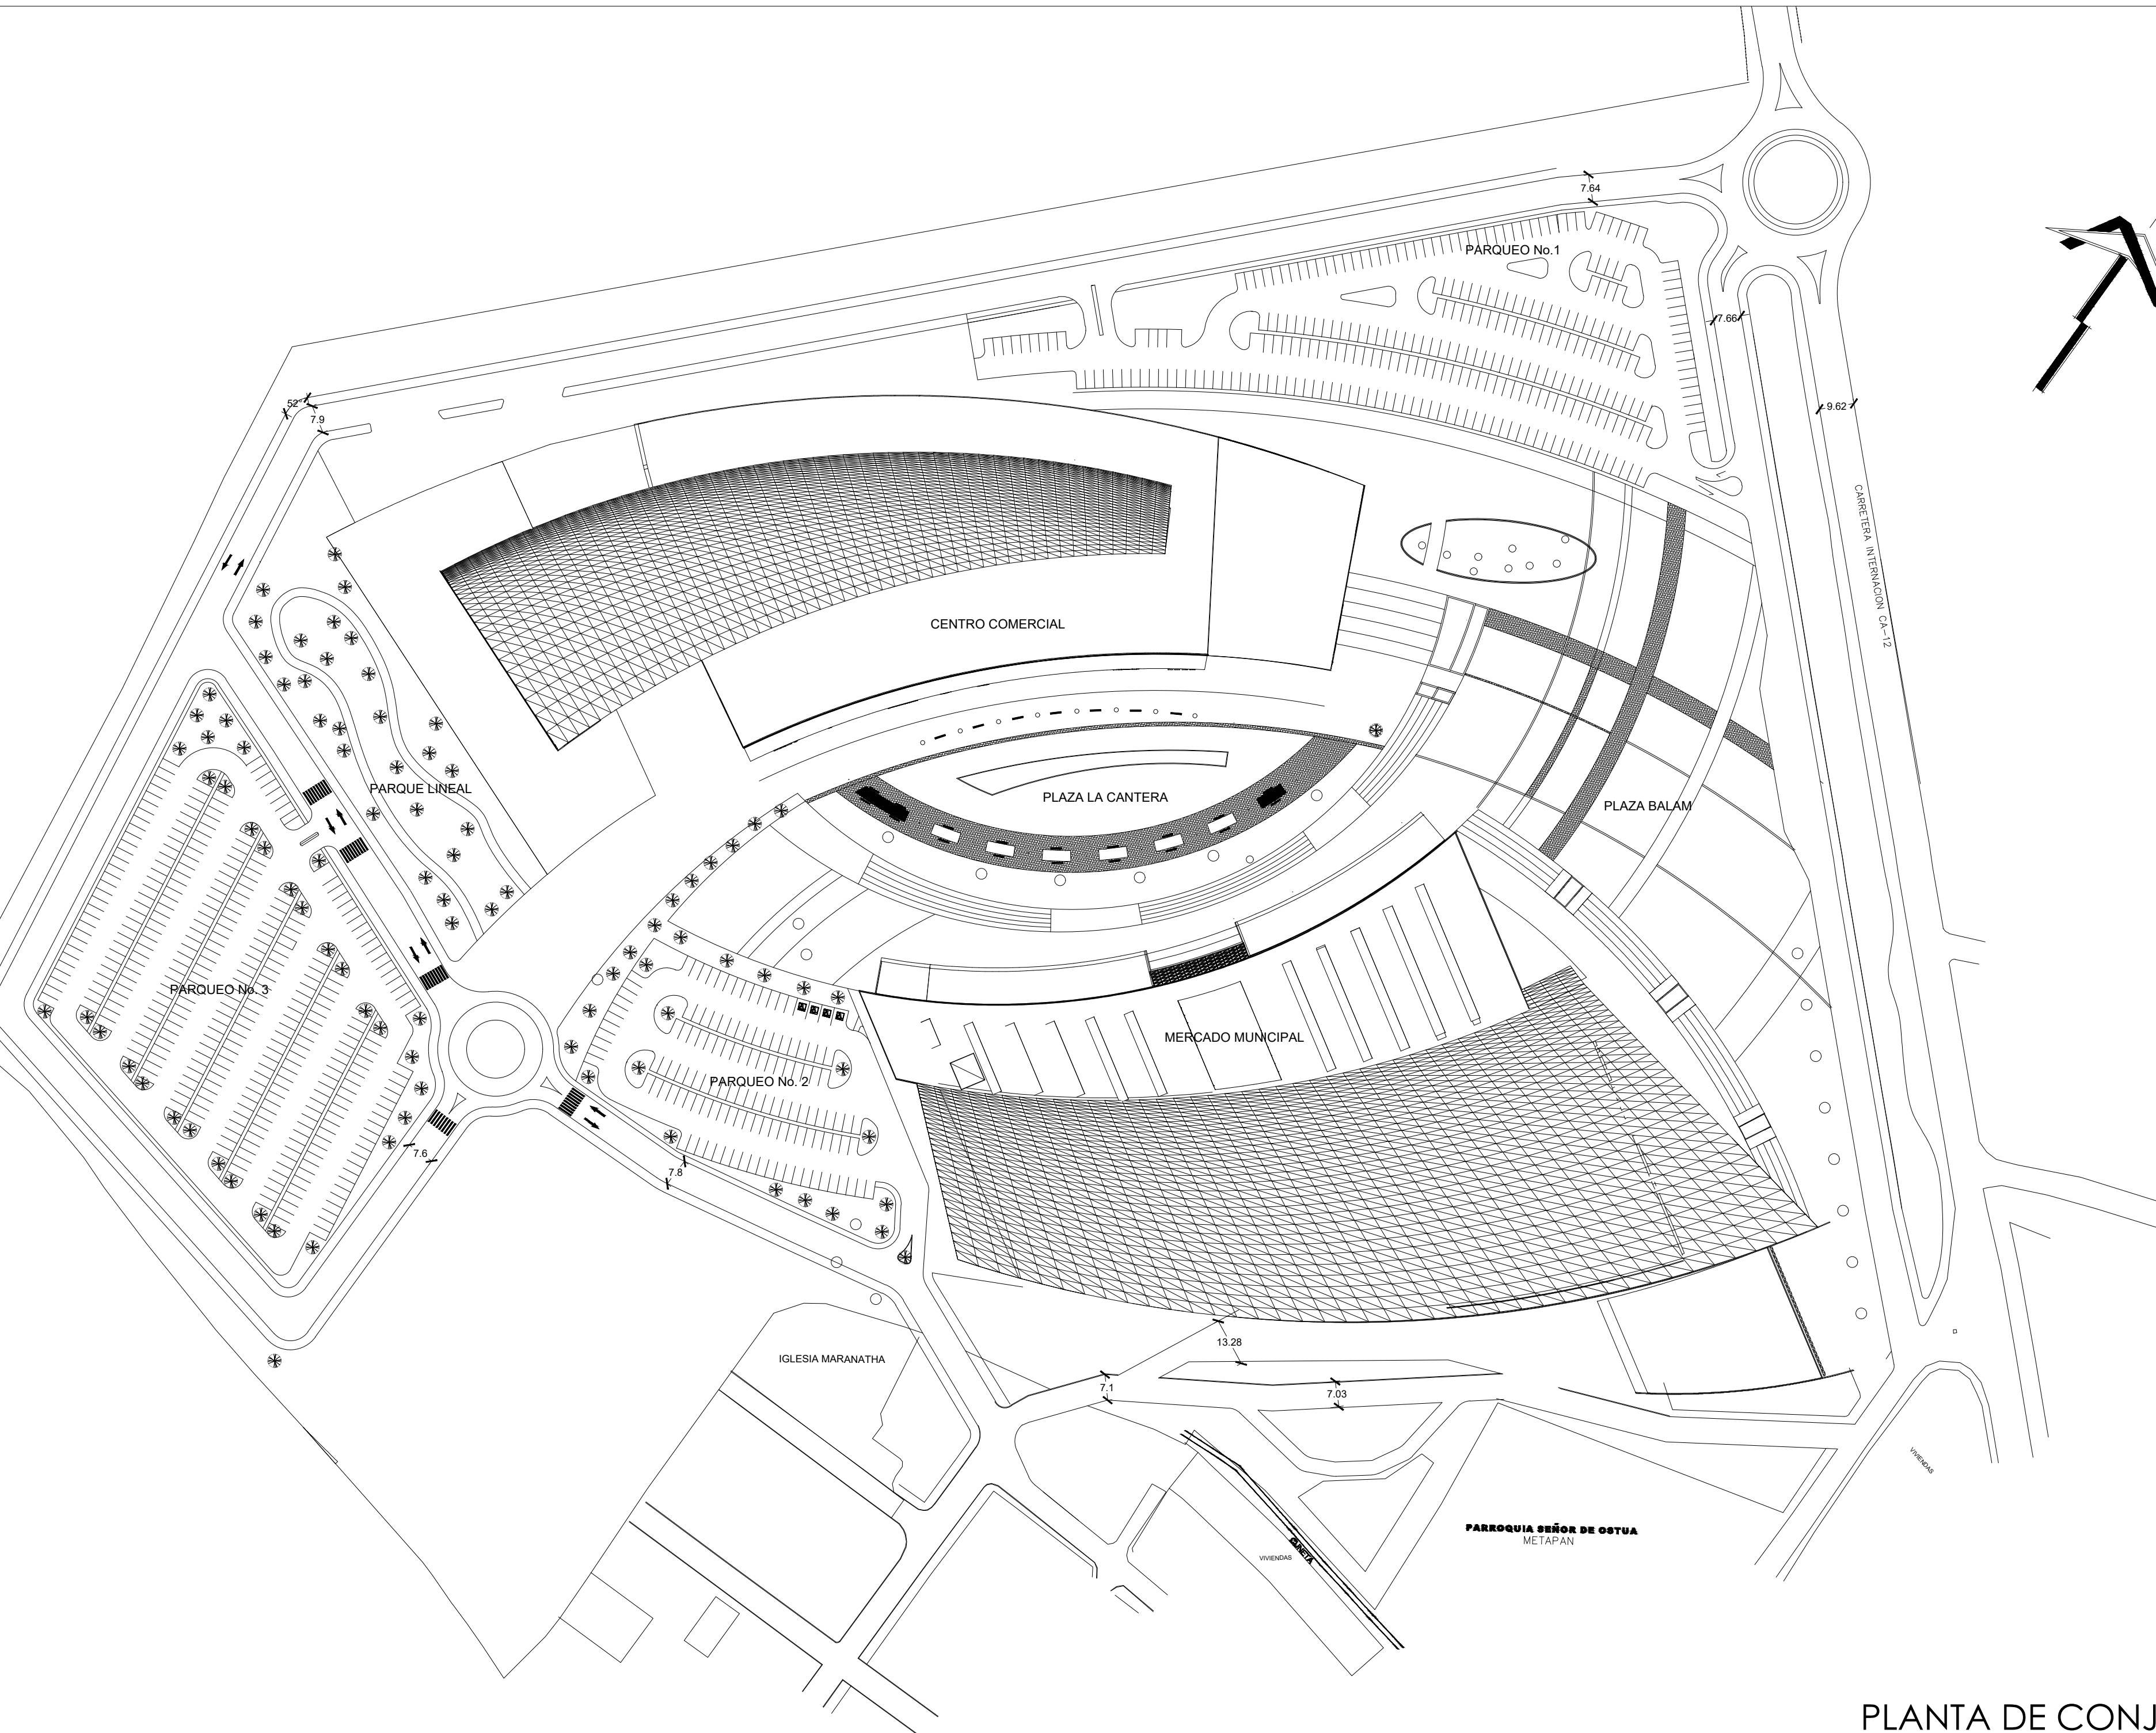 7.64
PARQUEO No.1
7.66
52°
7.9
9.62
CARRETERA INTERNACION CA-12
CENTRO COMERCIAL
PARQUE LINEAL
PLAZA LA CANTERA
PLAZA BALAM
PARQUEO No. 3
MERCADO MUNICIPAL
PARQUEO No. 2
7.6
7.8
13.28
IGLESIA MARANATHA
7.1
7.03
VIVIENDAS
PARROQUIA SEÑOR DE OSTUA
METAPAN
CUNETA
VIVIENDAS
PLANTA DE CONJ